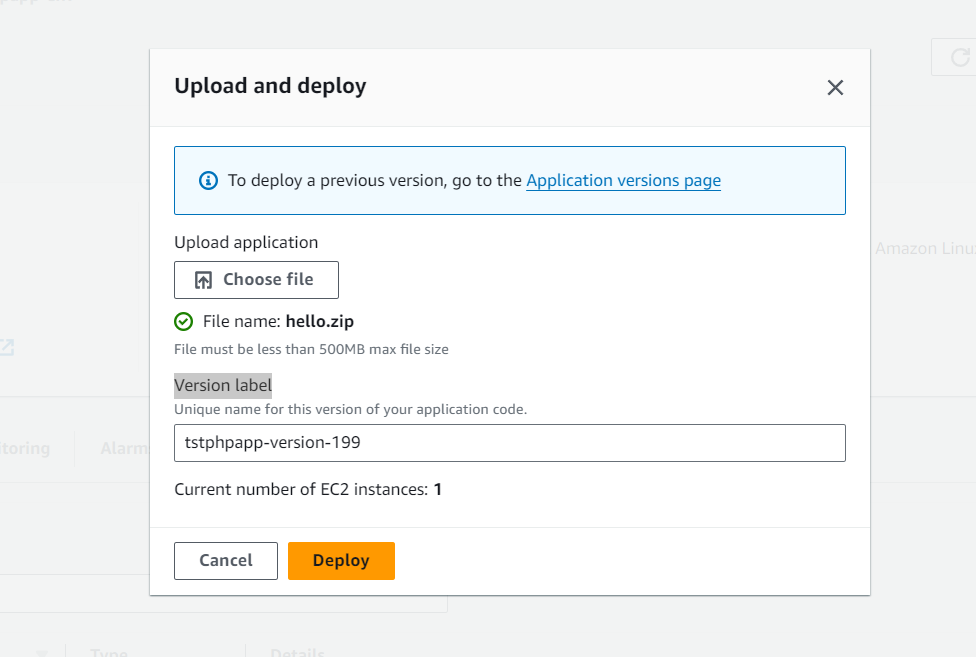 Upload and deploy
To deploy a previous version, go to the Application versions page
Upload application
Choose file
File name: hello.zip
File must be less than 500MB max file size
Amazon Linux
Version label
Unique name for this version of your application code.
tstphpapp-version-199
toring
Alarm
Current number of EC2 instances: 1
Cancel
Deploy
Type
Details